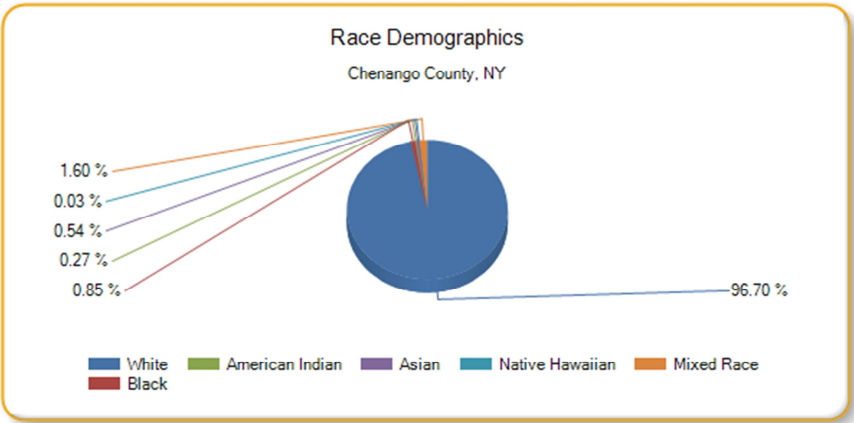 Race Demographics
Chenango County, NY
1.60 %
0.03 %
0.54 %
0.27 %
0.85 %
96.70 %
White American Indian Asian Native Hawaiian Mixed Race
Black